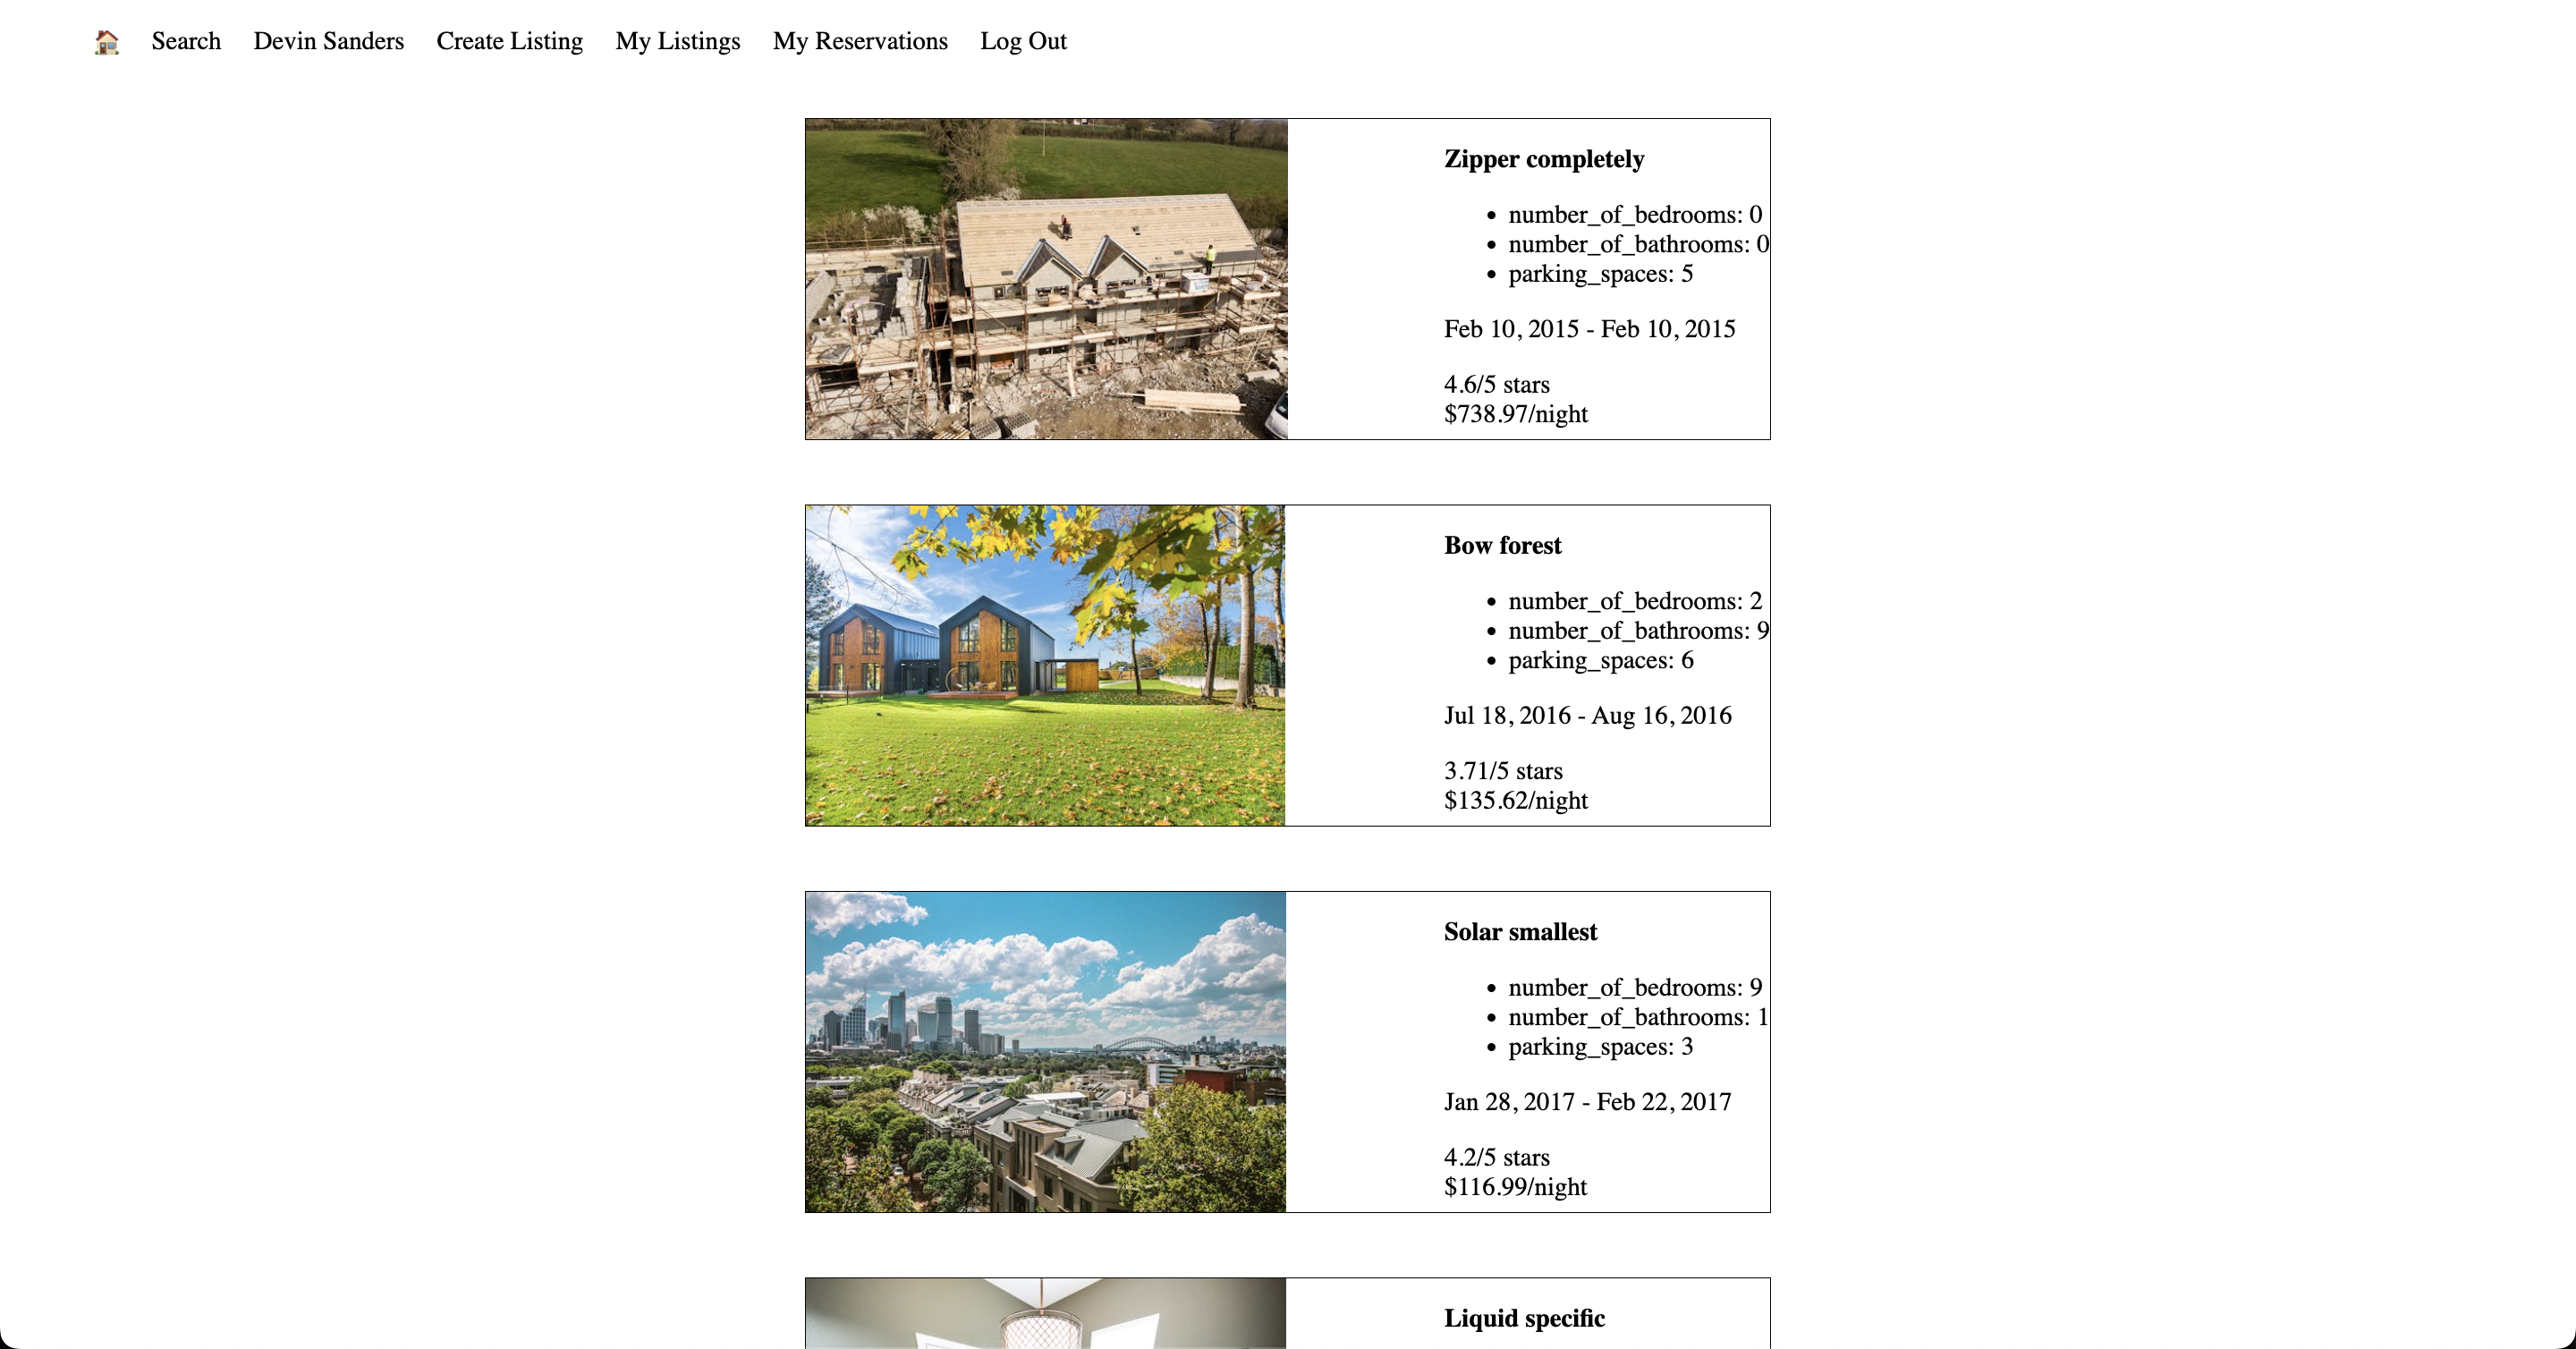 Search Devin Sanders Create Listing My Listings My Reservations Log Out
Zipper completely
number_of_bedrooms: 0
number_of_bathrooms: 0
parking_spaces: 5
Feb 10, 2015 - Feb 10, 2015
4.6/5 stars
$738.97/night
Bow forest
number_of_bedrooms: 2
number_of_bathrooms: 9
parking_spaces: 6
Jul 18, 2016 - Aug 16, 2016
3.71/5 stars
$135.62/night
Solar smallest
number_of_bedrooms: 9
number_of_bathrooms: 1
parking_spaces: 3
Jan 28, 2017 - Feb 22, 2017
4.2/5 stars
$116.99/night
Liquid specific